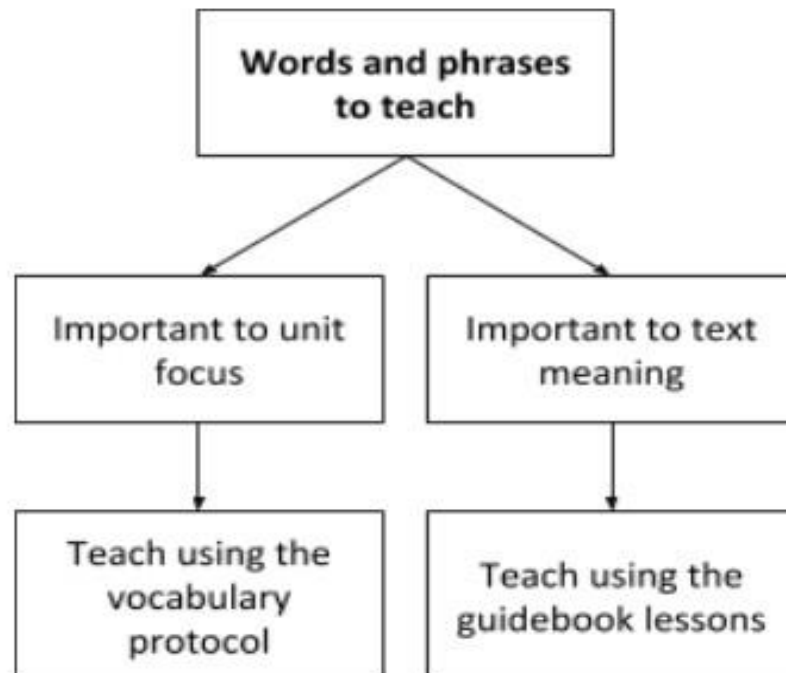 Words and phrases
to teach
Important to unit
focus
Important to text
meaning
Teach using the
vocabulary
protocol
Teach using the
guidebook lessons